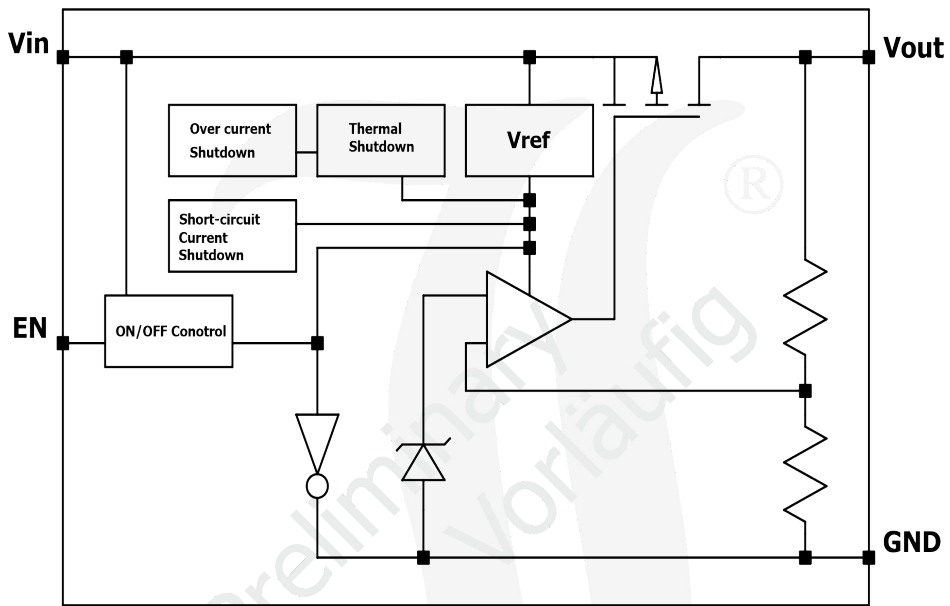 Vin
Vout
Over current
Shutdown
Thermal
Shutdown
Vref
®
Short-circuit
Current
Shutdown
EN
ON/OFF Conotrol
Preliminary
Vorläufig
GND